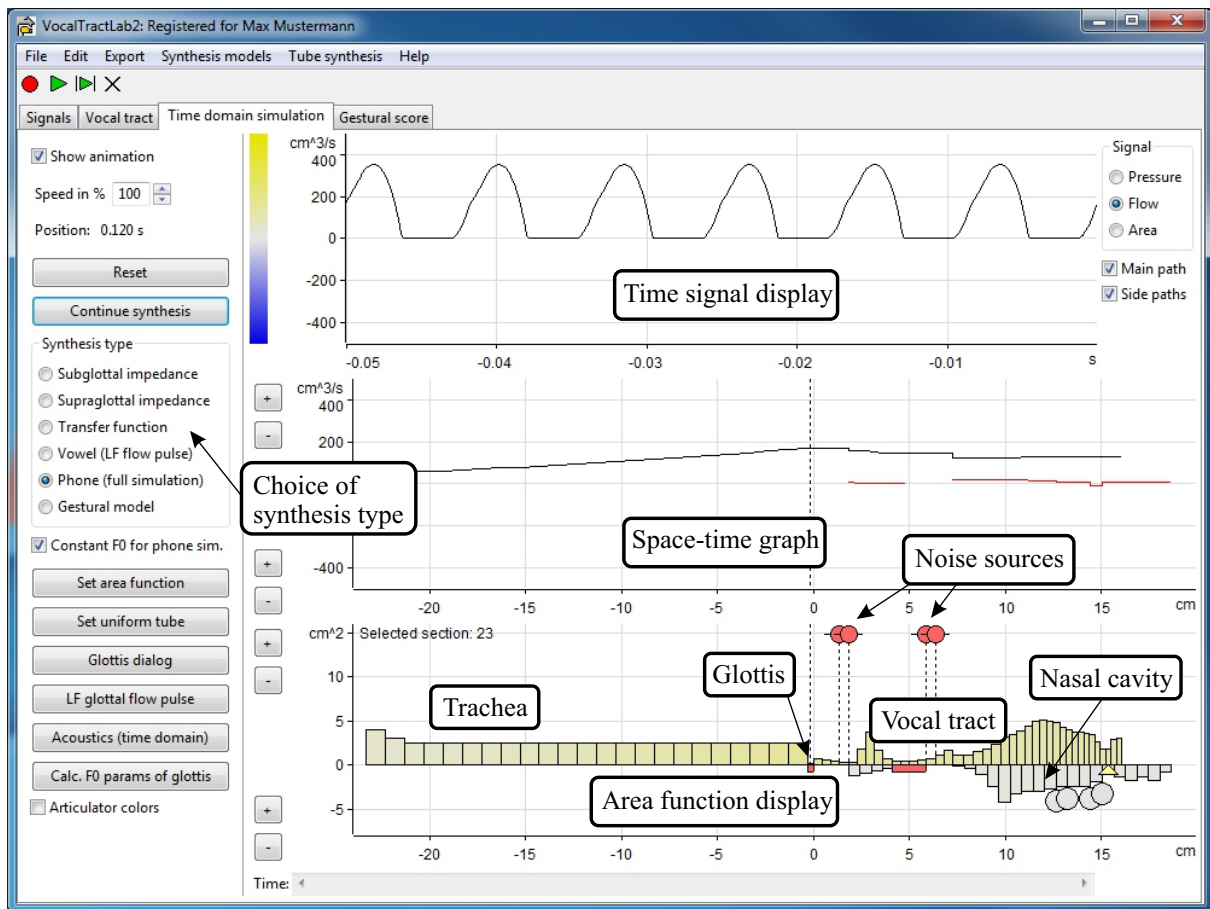 VocalTractLab2: Registered for Max Mustermann
File Edit Export Synthesis models Tube synthesis Help
Signals Vocal tract Time domain simulation Gestural score
Show animation
Speed in % 100
Position: 0.120 s
Reset
Continue synthesis
Synthesis type
Subglottal impedance
Supraglottal impedance
Transfer function
Vowel (LF flow pulse)
Phone (full simulation)
Gestural model
Constant F0 for phone sim.
Set area function
Set uniform tube
Glottis dialog
LF glottal flow pulse
Acoustics (time domain)
Calc. F0 params of glottis
Articulator colors
Choice of
synthesis type
cm^3/s
400
200
0
-200
-400
-0.05 -0.04 -0.03 -0.02 -0.01 s
Time signal display
Signal
Pressure
Flow
Area
Main path
Side paths
+
-
cm^3/s
400
200
0
-400
Space-time graph
Noise sources
+
-
-20 -15 -10 -5 0 5 10 15 cm
+
-
cm^2
Selected section: 23
10
5
0
-5
Trachea
Glottis
Vocal tract
Nasal cavity
Area function display
+
-
-20 -15 -10 -5 0 5 10 15 cm
Time: